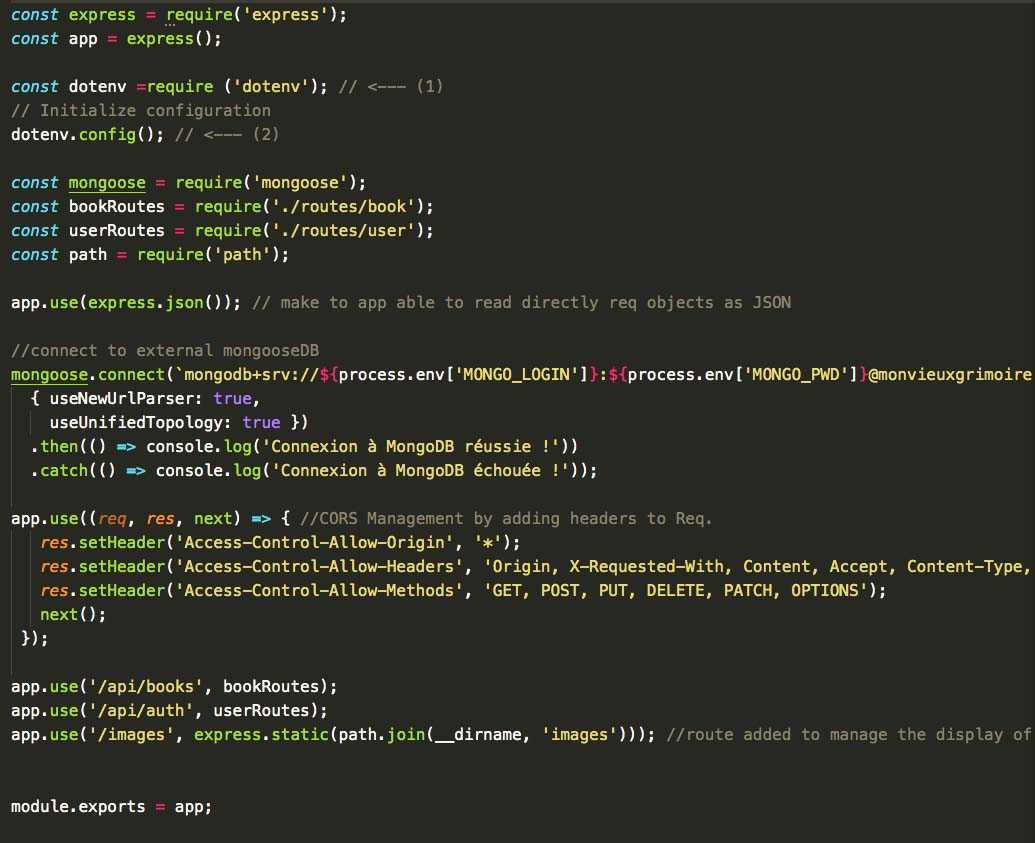 const express = require('express');
const app = express();
const dotenv =require ('dotenv'); // <--- (1)
// Initialize configuration
dotenv.config(); // <--- (2)
const mongoose = require('mongoose');
const bookRoutes = require('./routes/book');
const userRoutes = require('./routes/user');
const path = require('path');
app.use(express.json()); // make to app able to read directly req objects as JSON
//connect to external mongooseDB
mongoose.connect(`mongodb+srv://${process.env['MONGO_LOGIN']}:${process.env['MONGO_PWD']}@monvieuxgrimoire
{ useNewUrlParser: true,
useUnifiedTopology: true })
.then(() => console.log('Connexion à MongoDB réussie !'))
.catch(() => console.log('Connexion à MongoDB échouée !'));
app.use((req, res, next) => { //CORS Management by adding headers to Req.
res.setHeader('Access-Control-Allow-Origin', '*');
res.setHeader('Access-Control-Allow-Headers', 'Origin, X-Requested-With, Content, Accept, Content-Type,
res.setHeader('Access-Control-Allow-Methods', 'GET, POST, PUT, DELETE, PATCH, OPTIONS');
next();
});
app.use('/api/books', bookRoutes);
app.use('/api/auth', userRoutes);
app.use('/images', express.static(path.join(__dirname, 'images'))); //route added to manage the display of
module.exports = app;